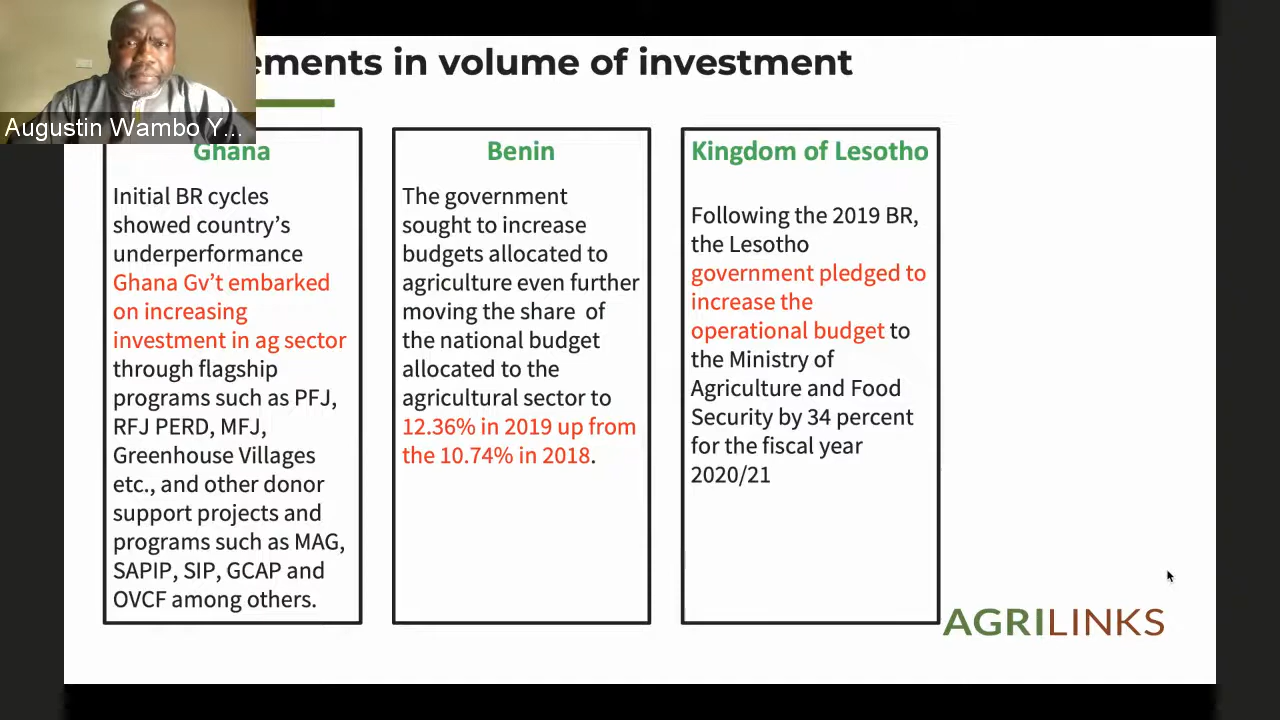 ements in volume of investment
Augustin Wambo Y...
Ghana
Initial BR cycles
showed country's
underperformance
Ghana Gv't embarked
on increasing
investment in ag sector
through flagship
programs such as PFJ,
RFJ PERD, MFJ,
Greenhouse Villages
etc., and other donor
support projects and
programs such as MAG,
SAPIP, SIP, GCAP and
OVCF among others.
Benin
The government
sought to increase
budgets allocated to
agriculture even further
moving the share of
the national budget
allocated to the
agricultural sector to
12.36% in 2019 up from
the 10.74% in 2018.
Kingdom of Lesotho
Following the 2019 BR,
the Lesotho
government pledged to
increase the
operational budget to
the Ministry of
Agriculture and Food
Security by 34 percent
for the fiscal year
2020/21
AGRILINKS